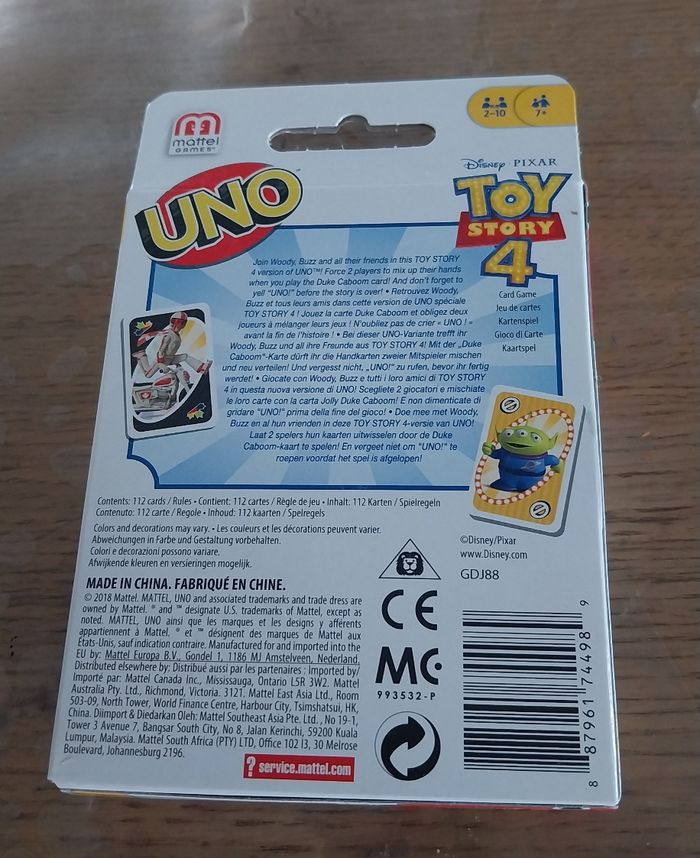 mattel
GAMES™
2-10
7+
UNO™
Disney PIXAR
TOY
STORY
4
Card Game
Jeu de cartes
Kartenspiel
Gioco di Carte
Kaartspel
Join Woody, Buzz and all their friends in this TOY STORY
4 version of UNO™! Force 2 players to mix up their hands
when you play the Duke Caboom card! And don't forget to
yell “UNO!” before the story is over! • Retrouvez Woody,
Buzz et tous leurs amis dans cette version de UNO spéciale
TOY STORY 4 ! Jouez la carte Duke Caboom et obligez deux
joueurs à mélanger leurs jeux ! N'oubliez pas de crier « UNO ! »
avant la fin de l'histoire ! • Bei dieser UNO-Variante trefft ihr
Woody, Buzz und all ihre Freunde aus TOY STORY 4! Mit der „Duke
Caboom“-Karte dürft ihr die Handkarten zweier Mitspieler mischen
und neu verteilen! Und vergesst nicht, „UNO!“ zu rufen, bevor ihr fertig
werdet! • Giocate con Woody, Buzz e tutti i loro amici di TOY STORY
4 in questa nuova versione di UNO! Scegliete 2 giocatori e mischiate
le loro carte con la carta Jolly Duke Caboom! E non dimenticate di
gridare "UNO!" prima della fine del gioco! • Doe mee met Woody,
Buzz en al hun vrienden in deze TOY STORY 4-versie van UNO!
Laat 2 spelers hun kaarten uitwisselen door de Duke
Caboom-kaart te spelen! En vergeet niet om “UNO!” te
roepen voordat het spel is afgelopen!
Contents: 112 cards / Rules • Contient: 112 cartes / Règle de jeu • Inhalt: 112 Karten / Spielregeln
Contenuto: 112 carte / Regole • Inhoud: 112 kaarten / Spelregels
Colors and decorations may vary. • Les couleurs et les décorations peuvent varier.
Abweichungen in Farbe und Gestaltung vorbehalten.
Colori e decorazioni possono variare.
Afwijkende kleuren en versieringen mogelijk.
©Disney/Pixar
www.Disney.com
GDJ88
MADE IN CHINA. FABRIQUÉ EN CHINE.
© 2018 Mattel. MATTEL, UNO and associated trademarks and trade dress are
owned by Mattel. ® and ™ designate U.S. trademarks of Mattel, except as
noted. MATTEL, UNO ainsi que les marques et les designs y afférents
appartiennent à Mattel. ® et ™ désignent des marques de Mattel aux
États-Unis, sauf indication contraire. Manufactured for and imported into the
EU by: Mattel Europa B.V., Gondel 1, 1186 MJ Amstelveen, Nederland.
Distributed elsewhere by: Distribué aussi par les partenaires : Imported by/
Importé par: Mattel Canada Inc., Mississauga, Ontario L5R 3W2. Mattel
Australia Pty. Ltd., Richmond, Victoria. 3121. Mattel East Asia Ltd., Room
503-09, North Tower, World Finance Centre, Harbour City, Tsimshatsui, HK,
China. Diimport & Diedarkan Oleh: Mattel Southeast Asia Pte. Ltd., No 19-1,
Tower 3 Avenue 7, Bangsar South City, No 8, Jalan Kerinchi, 59200 Kuala
Lumpur, Malaysia. Mattel South Africa (PTY) LTD, Office 102 I3, 30 Melrose
Boulevard, Johannesburg 2196.
CE
MC
993532-P
? service.mattel.com
8 87961 74498 9